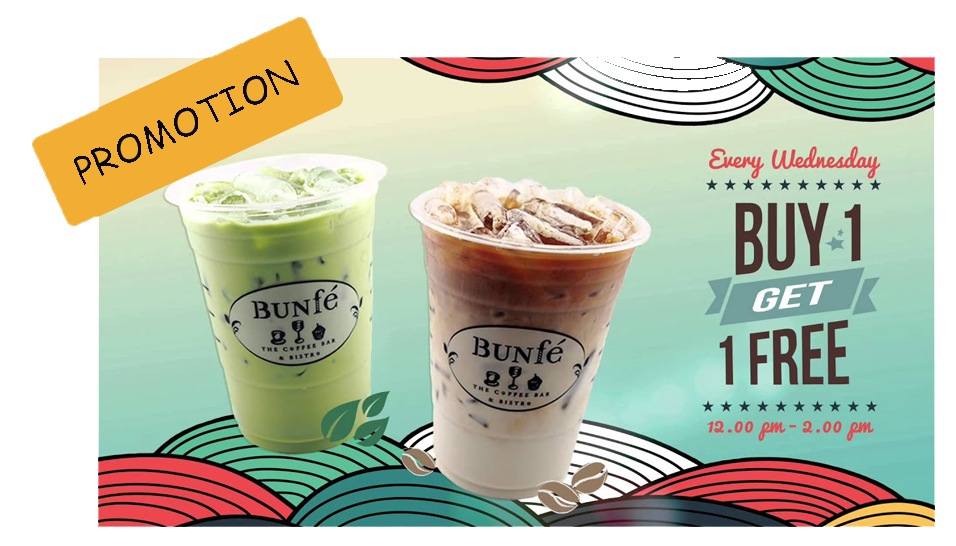 PROMOTION
Every Wednesday
BUY 1
GET
1 FREE
12.00 pm - 2.00 pm
BUNfé
THE COFFEE BAR
& BISTRO
BUNfé
THE COFFEE BAR
& BISTRO